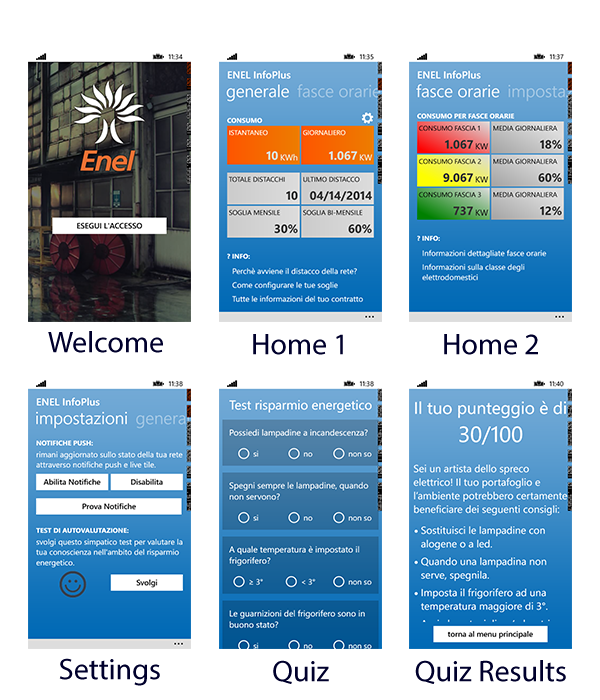 11:34
Enel
ESEGUI L'ACCESSO
Welcome
11:35
ENEL InfoPlus
generale fasce orarie
CONSUMO
ISTANTANEO GIORNALIERO
10 KWh 1.067 KW
TOTALE DISTACCHI ULTIMO DISTACCO
10 04/14/2014
SOGLIA MENSILE SOGLIA BI-MENSILE
30% 60%
? INFO:
Perchè avviene il distacco della rete?
Come configurare le tue soglie
Tutte le informazioni del tuo contratto
Home 1
11:37
ENEL InfoPlus
fasce orarie imposta
CONSUMO PER FASCE ORARIE
CONSUMO FASCIA 1 MEDIA GIORNALIERA
1.067 KW 18%
CONSUMO FASCIA 2 MEDIA GIORNALIERA
9.067 KW 60%
CONSUMO FASCIA 3 MEDIA GIORNALIERA
737 KW 12%
? INFO:
Informazioni dettagliate fasce orarie
Informazioni sulla classe degli
elettrodomestici
Home 2
11:38
ENEL InfoPlus
impostazioni genera
NOTIFICHE PUSH:
rimani aggiornato sullo stato della tua rete
attraverso notifiche push e live tile.
Abilita Notifiche Disabilita
Prova Notifiche
TEST DI AUTOVALUTAZIONE:
svolgi questo simpatico test per valutare la
tua conoscienza nell'ambito del risparmio
energetico.
Svolgi
Settings
11:38
Test risparmio energetico
Possiedi lampadine a incandescenza?
si no non so
Spegni sempre le lampadine, quando
non servono?
si no non so
A quale temperatura è impostato il
frigorifero?
≥ 3° < 3° non so
Le guarnizioni del frigorifero sono in
buono stato?
si no non so
Quiz
11:40
Il tuo punteggio è di
30/100
Sei un artista dello spreco
elettrico! Il tuo portafoglio e
l'ambiente potrebbero certamente
beneficiare dei seguenti consigli:
• Sostituisci le lampadine con
alogene o a led.
• Quando una lampadina non
serve, spegnila.
• Imposta il frigorifero ad una
temperatura maggiore di 3°.
torna al menu principale
Quiz Results